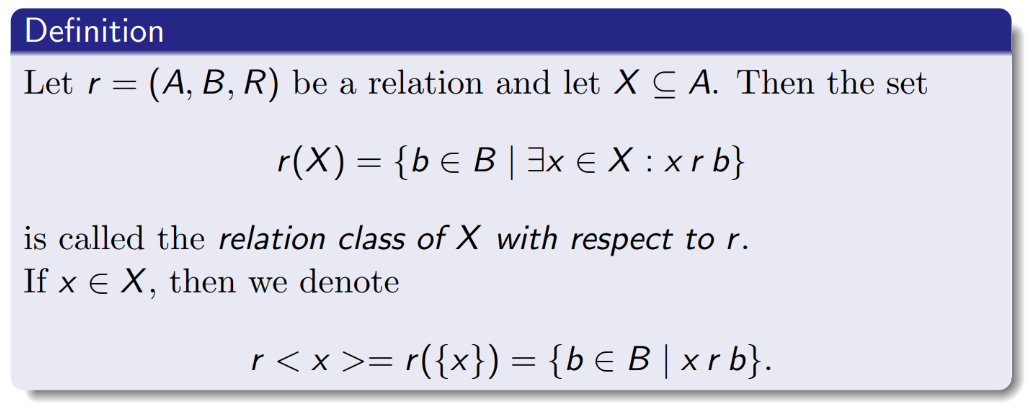 Definition
Let r = (A, B, R) be a relation and let X ⊆ A. Then the set
r(X) = {b ∈ B | ∃x ∈ X : x r b}
is called the relation class of X with respect to r.
If x ∈ X, then we denote
r < x >= r({x}) = {b ∈ B | x r b}.